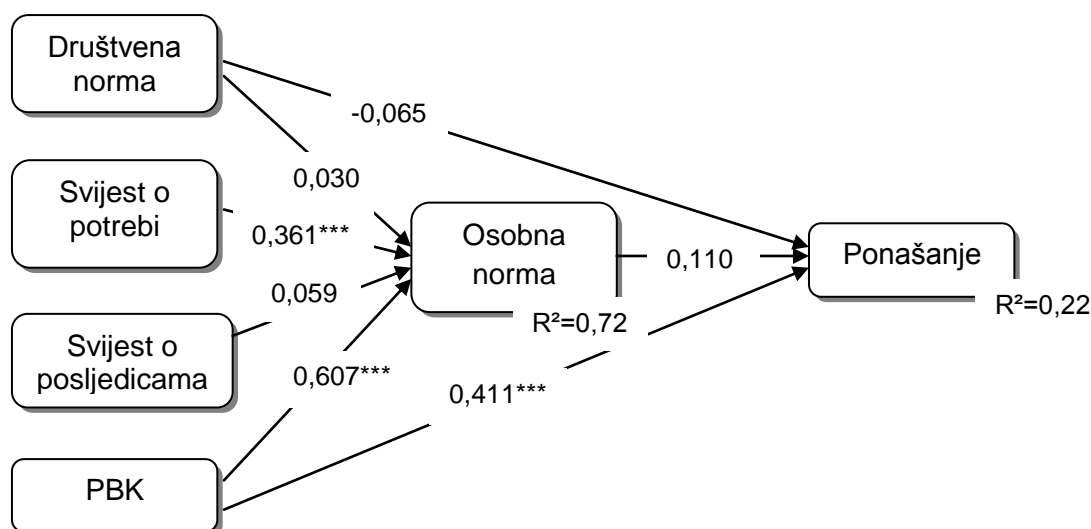 Društvena
norma
-0,065
0,030
Svijest o
potrebi
0,361***
Osobna
norma
R²=0,72
0,110
Ponašanje
R²=0,22
0,059
Svijest o
posljedicama
0,607***
0,411***
PBK